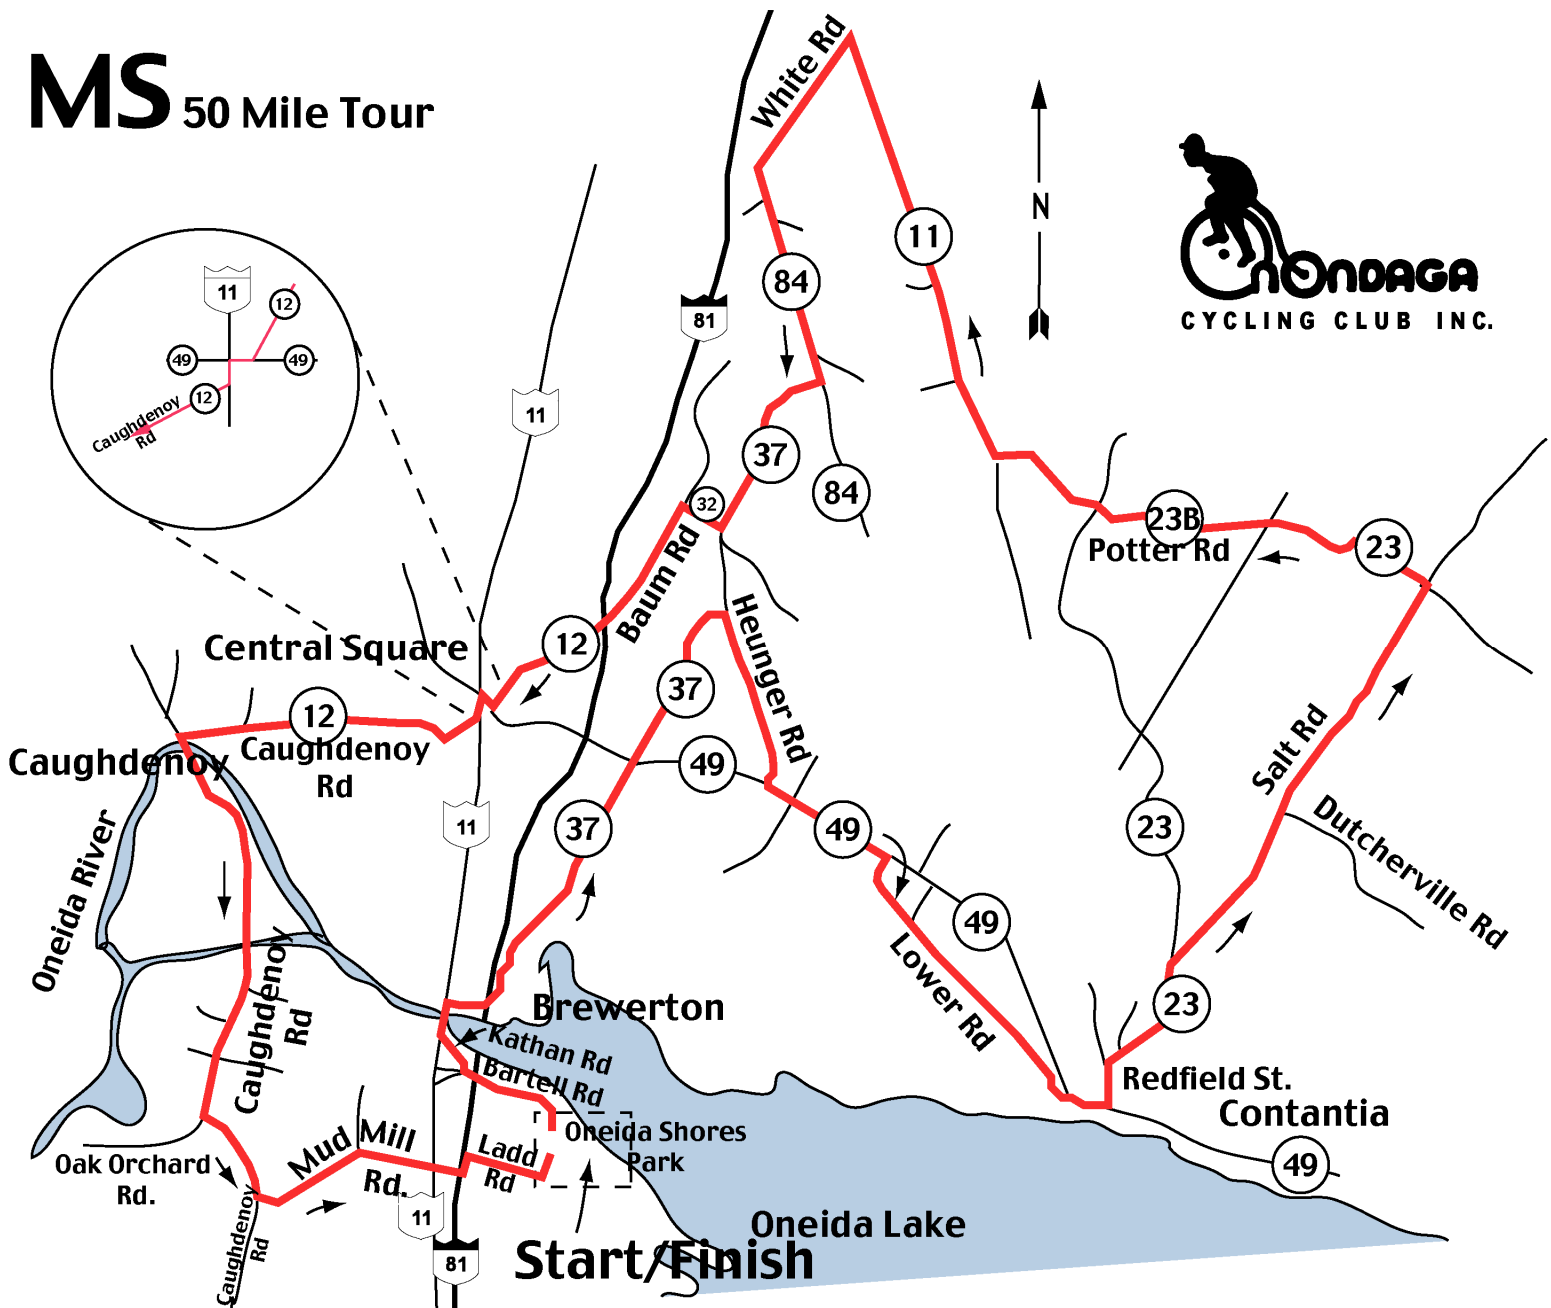 MS 50 Mile Tour
White Rd
11
N
ONONDAGA
CYCLING CLUB INC.
11
12
49
49
12
Caughdenoy
Rd
84
81
11
37
84
32
23B
Potter Rd
23
Baum Rd
Heunger Rd
12
Central Square
37
12
Caughdenoy
Rd
Caughdenoy
49
Salt Rd
11
37
49
23
Dutcherville Rd
Oneida River
49
Lower Rd
Caughdenoy
Rd
Brewerton
23
Kathan Rd
Bartell Rd
Redfield St.
Contantia
Oneida Shores
Park
Mud Mill
Rd.
Ladd
Rd
Oak Orchard
Rd.
49
Caughdenoy
Rd
11
81
Oneida Lake
Start/Finish